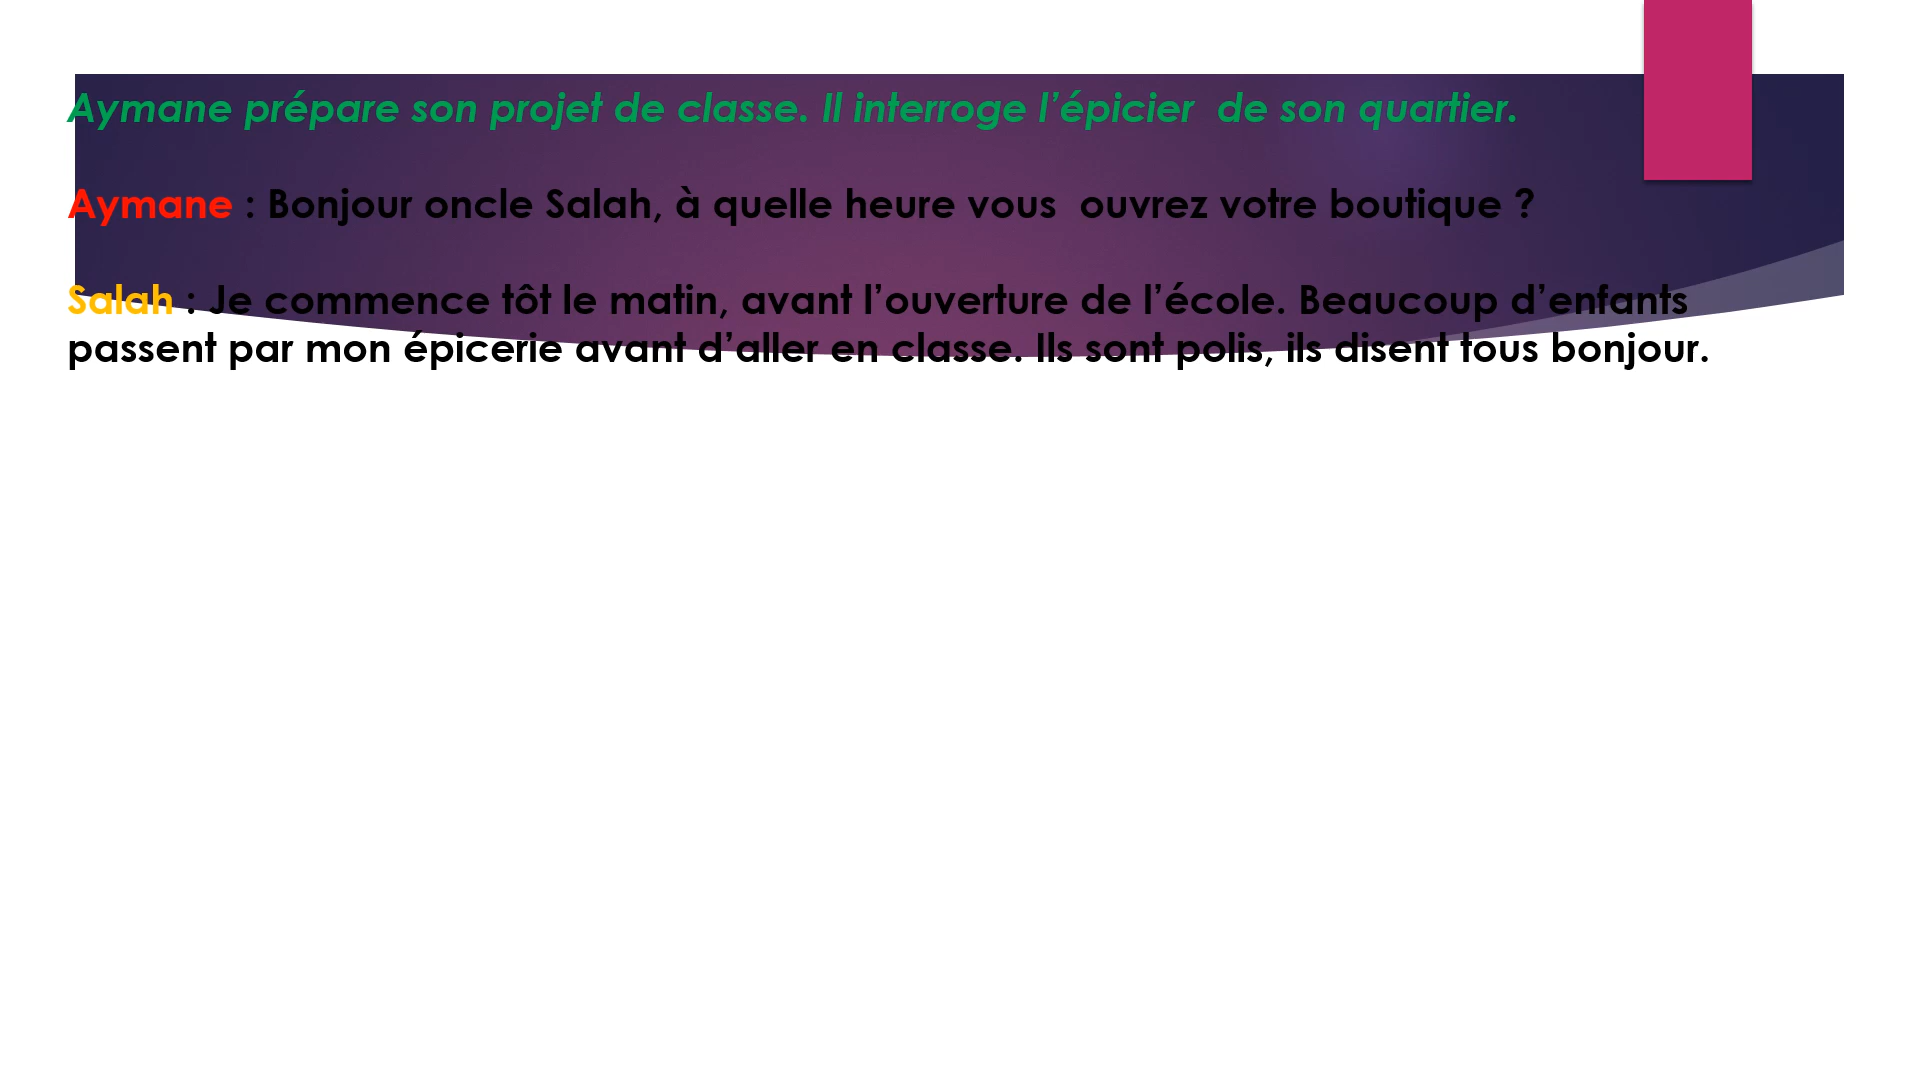 Aymane prépare son projet de classe. Il interroge l’épicier  de son quartier.
Aymane : Bonjour oncle Salah, à quelle heure vous  ouvrez votre boutique ?
Salah : Je commence tôt le matin, avant l’ouverture de l’école. Beaucoup d’enfants
passent par mon épicerie avant d’aller en classe. Ils sont polis, ils disent tous bonjour.